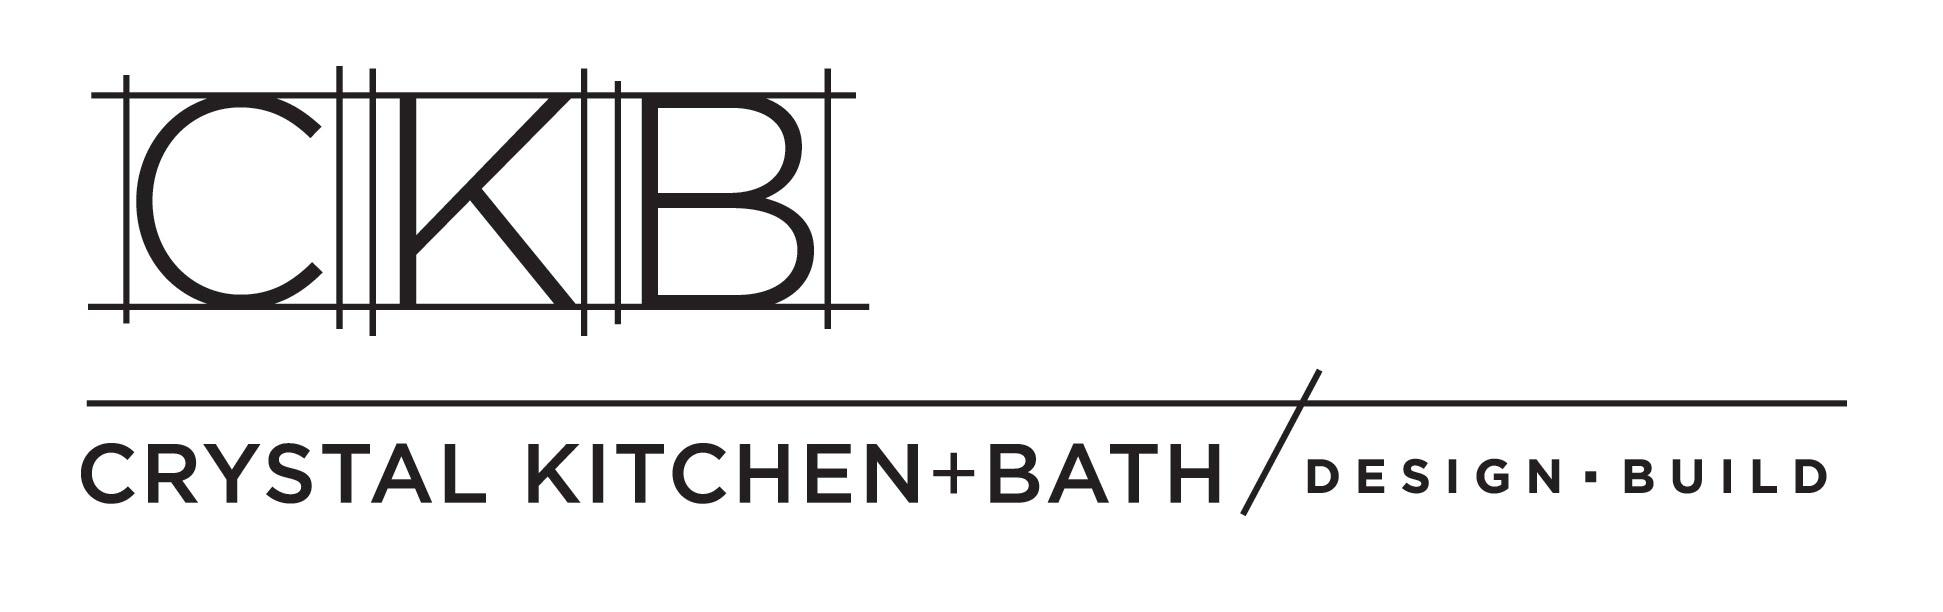 CKB
CRYSTAL KITCHEN+BATH / DESIGN ▪ BUILD